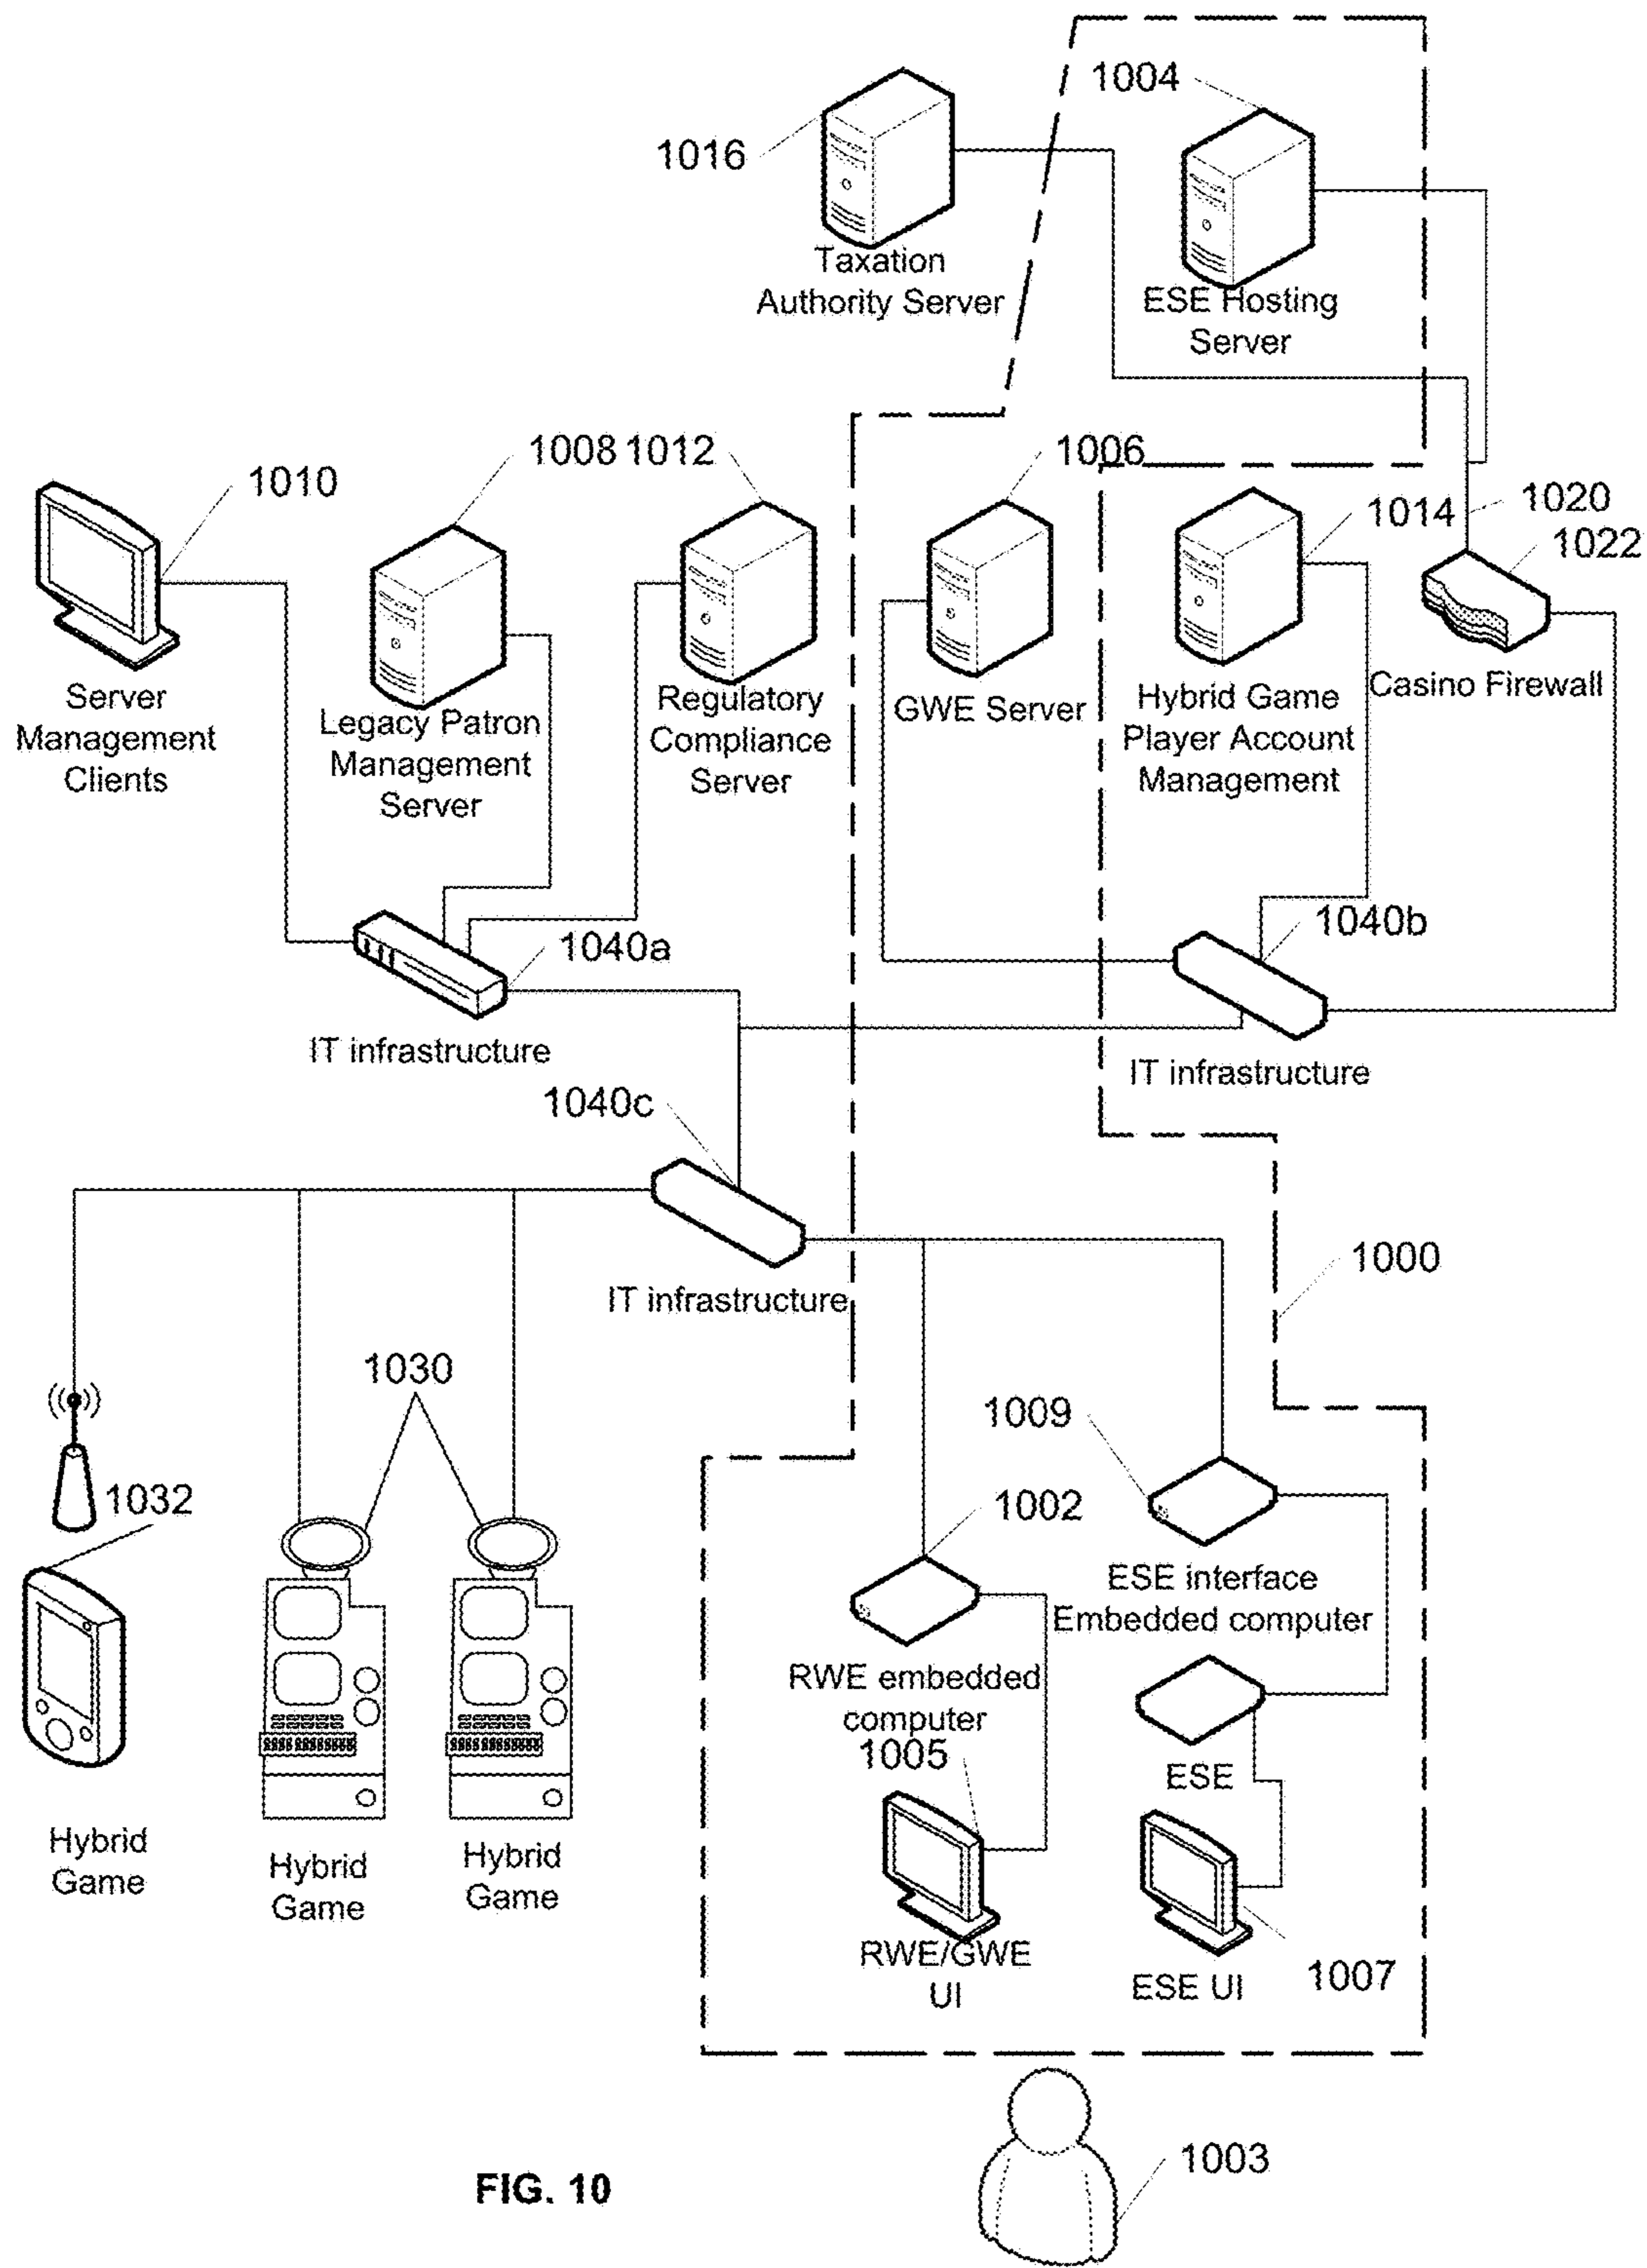 1004
1016
Taxation
Authority Server
ESE Hosting
Server
1008
1012
1006
1010
1014
1020
1022
Server
Management
Clients
Legacy Patron
Management
Server
Regulatory
Compliance
Server
GWE Server
Hybrid Game
Player Account
Management
Casino Firewall
1040a
1040b
IT infrastructure
IT infrastructure
1040c
IT infrastructure
1000
1030
1009
1032
1002
ESE interface
Embedded computer
RWE embedded
computer
1005
ESE
Hybrid
Game
Hybrid
Game
Hybrid
Game
RWE/GWE
UI
ESE UI
1007
1003
FIG. 10